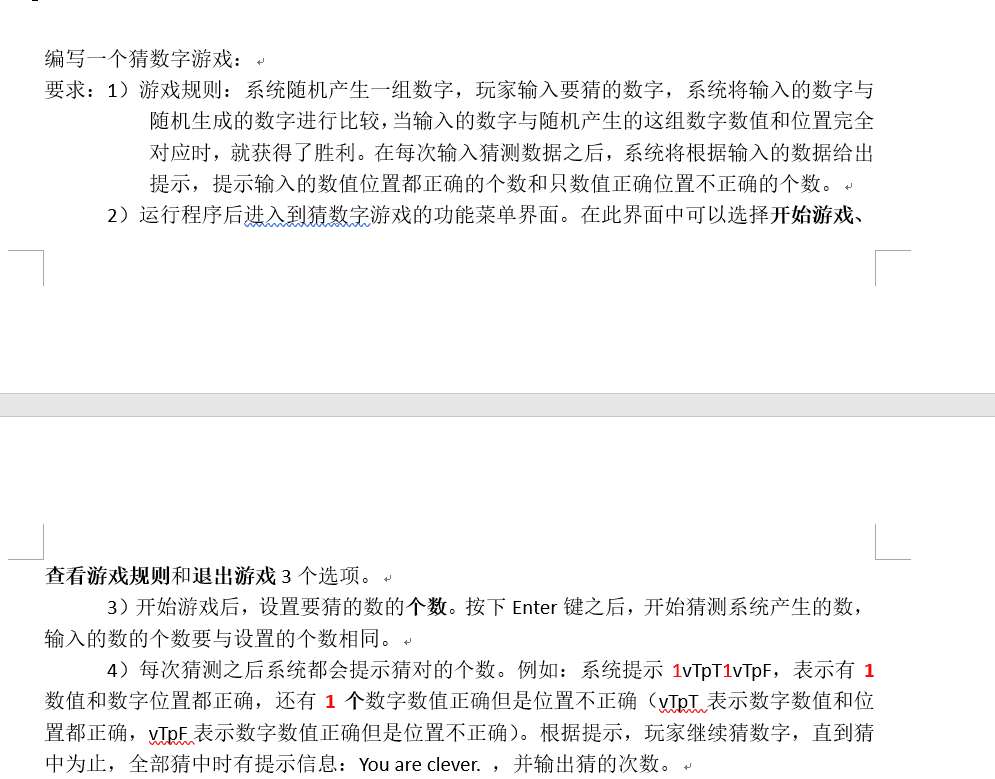 编写一个猜数字游戏：
要求：1）游戏规则：系统随机产生一组数字，玩家输入要猜的数字，系统将输入的数字与
随机生成的数字进行比较，当输入的数字与随机产生的这组数字数值和位置完全
对应时，就获得了胜利。在每次输入猜测数据之后，系统将根据输入的数据给出
提示，提示输入的数值位置都正确的个数和只数值正确位置不正确的个数。
2）运行程序后进入到猜数字游戏的功能菜单界面。在此界面中可以选择开始游戏、
查看游戏规则和退出游戏 3 个选项。
3）开始游戏后，设置要猜的数的个数。按下 Enter 键之后，开始猜测系统产生的数，
输入的数的个数要与设置的个数相同。
4）每次猜测之后系统都会提示猜对的个数。例如：系统提示 1vTpT1vTpF，表示有 1
数值和数字位置都正确，还有 1 个数字数值正确但是位置不正确（vTpT 表示数字数值和位
置都正确，vTpF 表示数字数值正确但是位置不正确）。根据提示，玩家继续猜数字，直到猜
中为止，全部猜中时有提示信息：You are clever. ，并输出猜的次数。